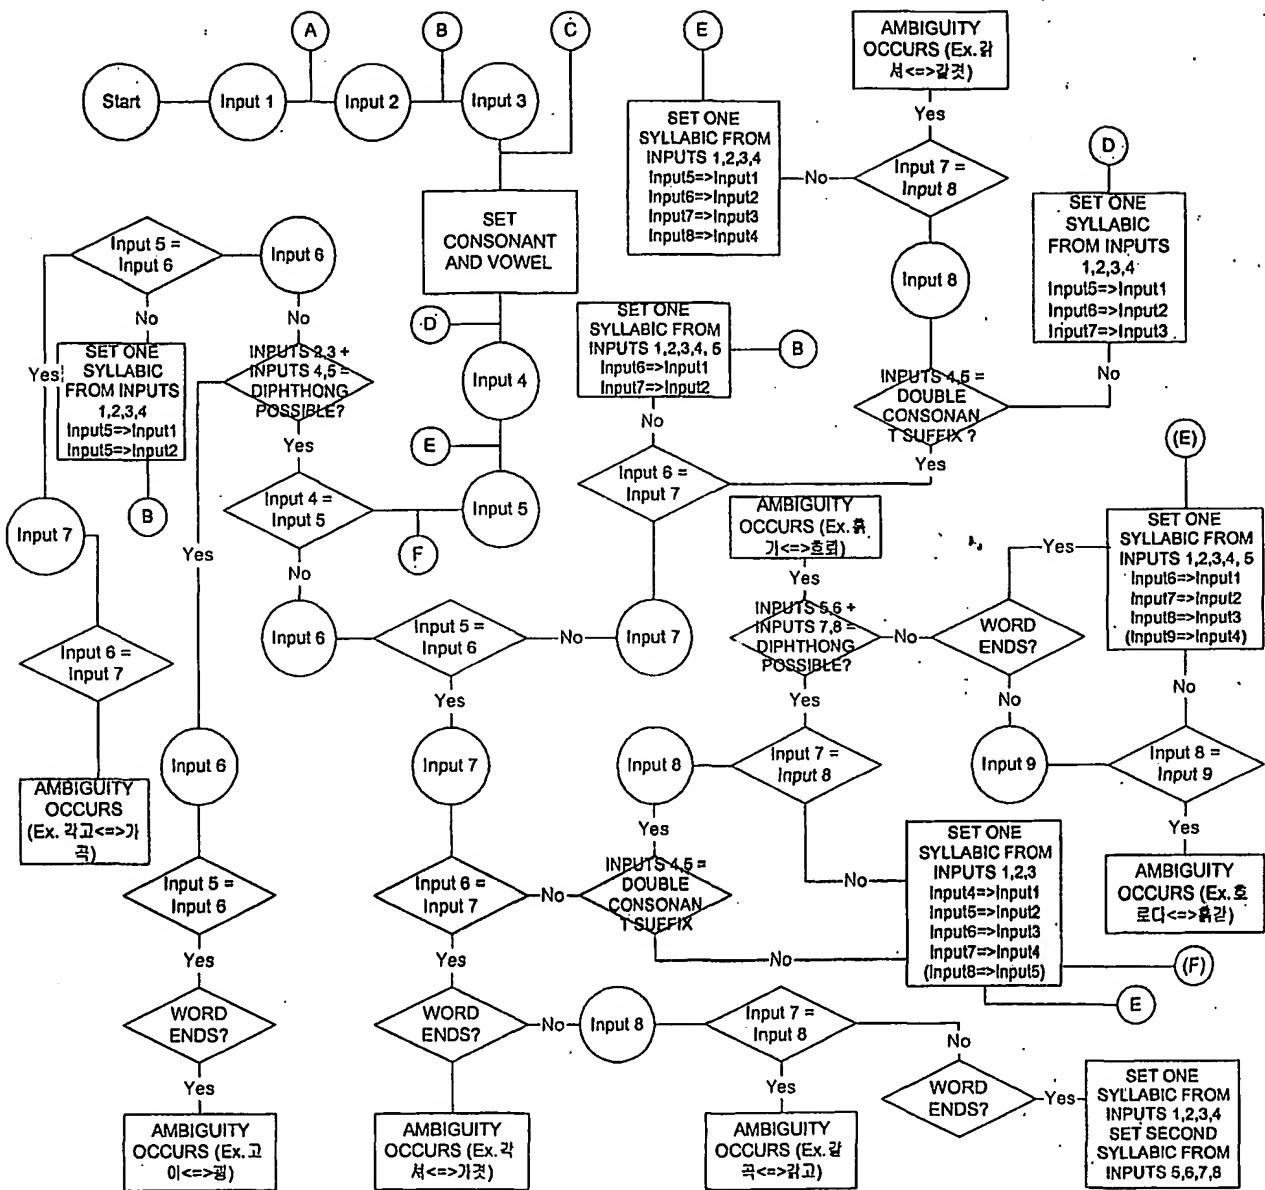 A
B
C
E
AMBIGUITY
OCCURS (Ex. 갉
셔<=>갈겻)
Start
Input 1
Input 2
Input 3
SET ONE
SYLLABIC FROM
INPUTS 1,2,3,4
Input5=>Input1
Input6=>Input2
Input7=>Input3
Input8=>Input4
Yes
No
Input 7 =
Input 8
D
SET
CONSONANT
AND VOWEL
SET ONE
SYLLABIC
FROM INPUTS
1,2,3,4
Input5=>Input1
Input6=>Input2
Input7=>Input3
Input 5 =
Input 6
Input 6
Input 8
No
No
Yes
SET ONE
SYLLABIC
FROM INPUTS
1,2,3,4
Input5=>Input1
Input5=>Input2
INPUTS 2,3 +
INPUTS 4,5 =
DIPHTHONG
POSSIBLE?
D
Input 4
SET ONE
SYLLABIC FROM
INPUTS 1,2,3,4, 5
Input6=>Input1
Input7=>Input2
B
No
INPUTS 4,5 =
DOUBLE
CONSONAN
T SUFFIX ?
Yes
E
No
Yes
(E)
B
Input 4 =
Input 5
Input 5
F
Input 6 =
Input 7
Input 7
Yes
No
AMBIGUITY
OCCURS (Ex. 흙
기<=>흐뢰)
Yes
Yes
SET ONE
SYLLABIC FROM
INPUTS 1,2,3,4, 5
Input6=>Input1
Input7=>Input2
Input8=>Input3
(Input9=>Input4)
Input 6
Input 5 =
Input 6
No
Input 7
INPUTS 5,6 +
INPUTS 7,8 =
DIPHTHONG
POSSIBLE?
No
WORD
ENDS?
Input 6 =
Input 7
Yes
Yes
No
No
Input 6
Input 7
Input 8
Input 7 =
Input 8
Input 9
Input 8 =
Input 9
AMBIGUITY
OCCURS
(Ex. 각고<=>가
곡)
Yes
Yes
SET ONE
SYLLABIC FROM
INPUTS 1,2,3
Input4=>Input1
Input5=>Input2
Input6=>Input3
Input7=>Input4
(Input8=>Input5)
AMBIGUITY
OCCURS (Ex. 호
로다<=>홁갇)
Input 5 =
Input 6
Input 6 =
Input 7
No
INPUTS 4,5 =
DOUBLE
CONSONAN
T SUFFIX
No
Yes
Yes
No
(F)
E
WORD
ENDS?
WORD
ENDS?
No
Input 8
Input 7 =
Input 8
No
Yes
Yes
WORD
ENDS?
Yes
SET ONE
SYLLABIC FROM
INPUTS 1,2,3,4
SET SECOND
SYLLABIC FROM
INPUTS 5,6,7,8
AMBIGUITY
OCCURS (Ex. 고
이<=>굉)
AMBIGUITY
OCCURS (Ex. 각
셔<=>가겻)
AMBIGUITY
OCCURS (Ex. 갈
곡<=>갉고)